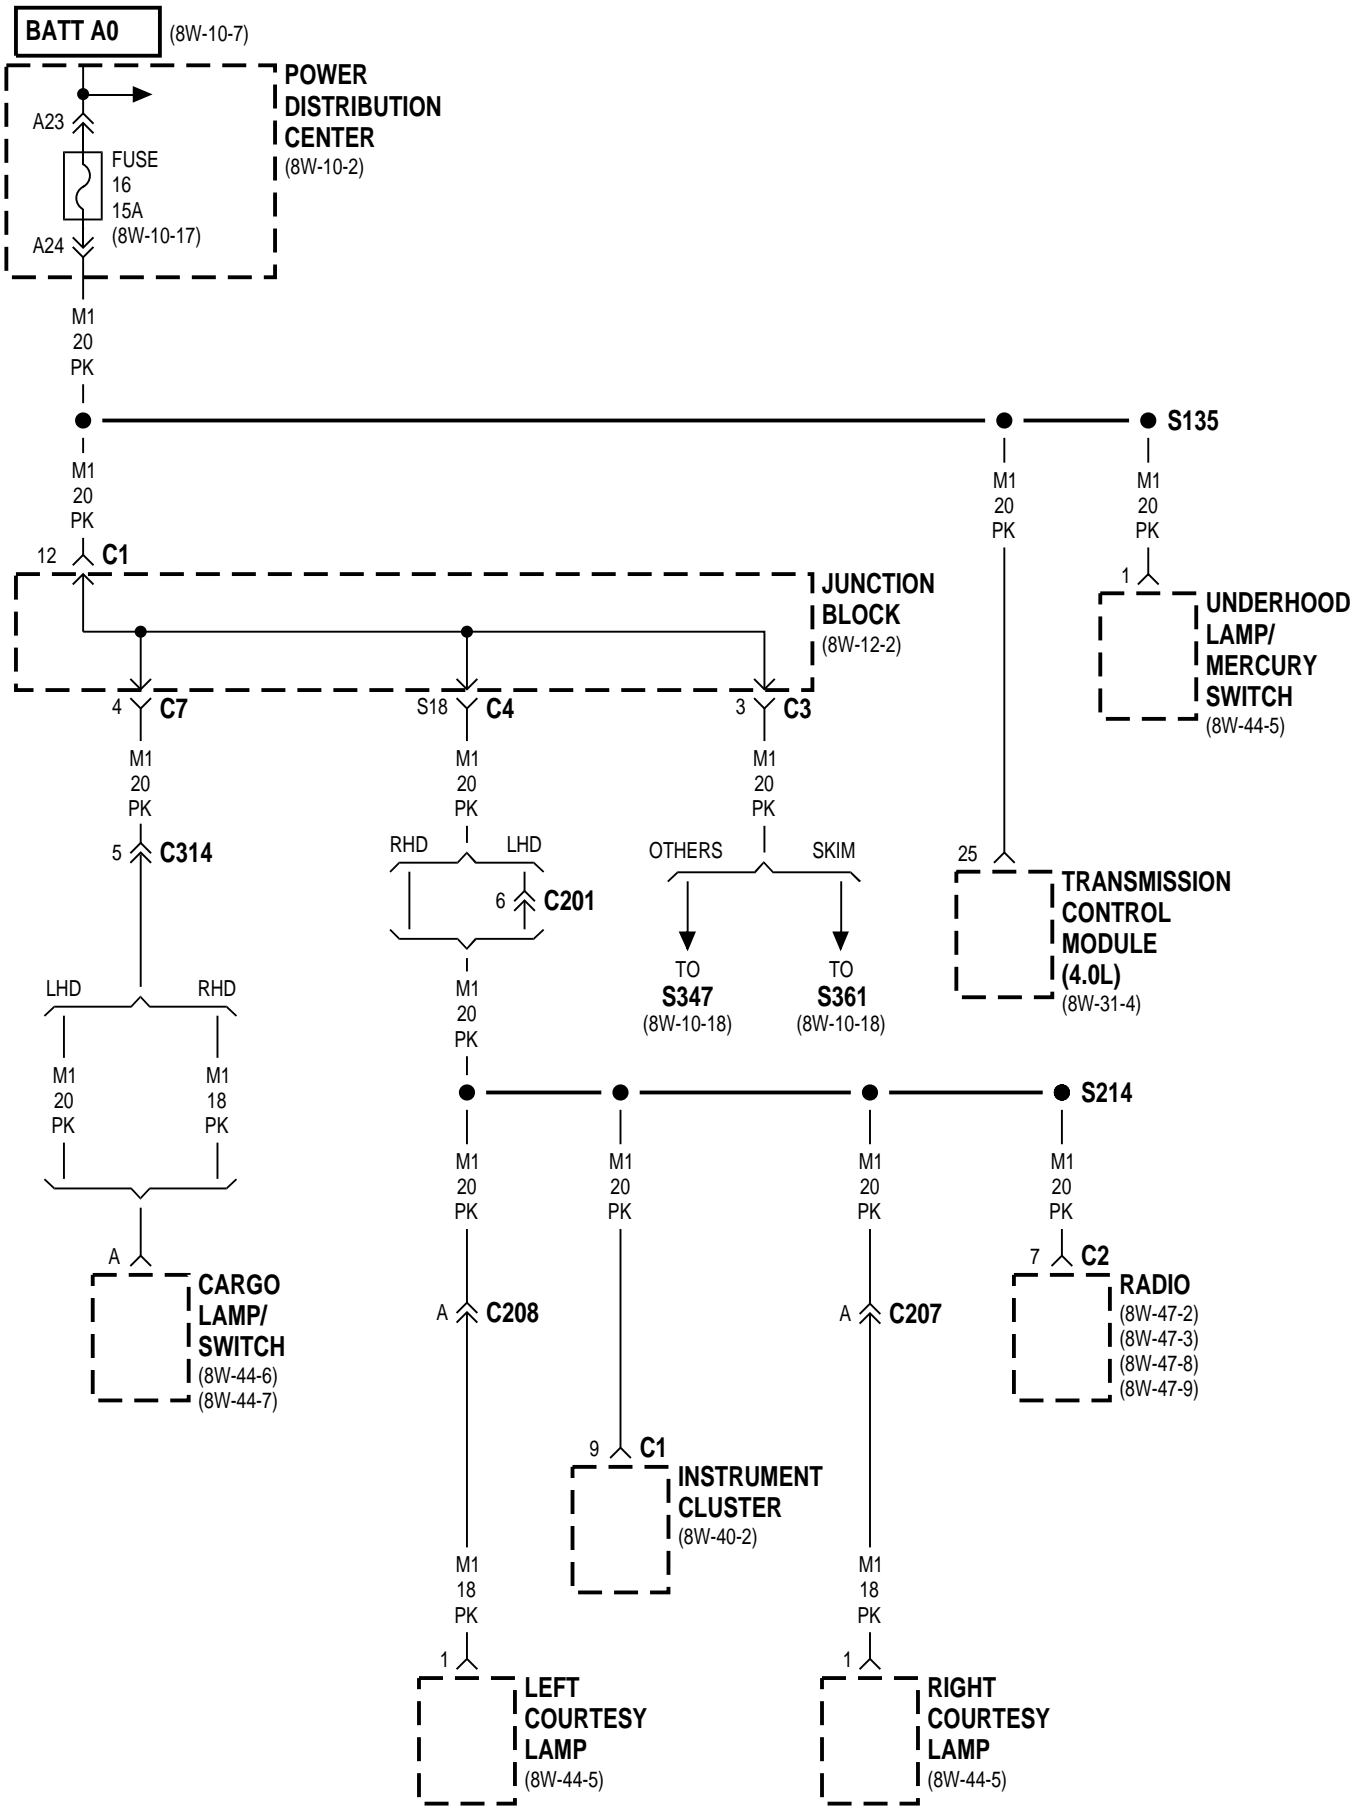 BATT A0
(8W-10-7)
POWER
DISTRIBUTION
CENTER
(8W-10-2)
A23
FUSE
16
15A
(8W-10-17)
A24
M1
20
PK
S135
M1
20
PK
M1
20
PK
M1
20
PK
12
C1
JUNCTION
BLOCK
(8W-12-2)
1
UNDERHOOD
LAMP/
MERCURY
SWITCH
(8W-44-5)
4
C7
S18
C4
3
C3
M1
20
PK
M1
20
PK
M1
20
PK
5
C314
RHD
LHD
6
C201
OTHERS
SKIM
TO
S347
(8W-10-18)
TO
S361
(8W-10-18)
25
TRANSMISSION
CONTROL
MODULE
(4.0L)
(8W-31-4)
LHD
RHD
M1
20
PK
M1
18
PK
M1
20
PK
S214
M1
20
PK
M1
20
PK
M1
20
PK
M1
20
PK
A
CARGO
LAMP/
SWITCH
(8W-44-6)
(8W-44-7)
A
C208
A
C207
7
C2
RADIO
(8W-47-2)
(8W-47-3)
(8W-47-8)
(8W-47-9)
9
C1
INSTRUMENT
CLUSTER
(8W-40-2)
M1
18
PK
M1
18
PK
1
LEFT
COURTESY
LAMP
(8W-44-5)
1
RIGHT
COURTESY
LAMP
(8W-44-5)